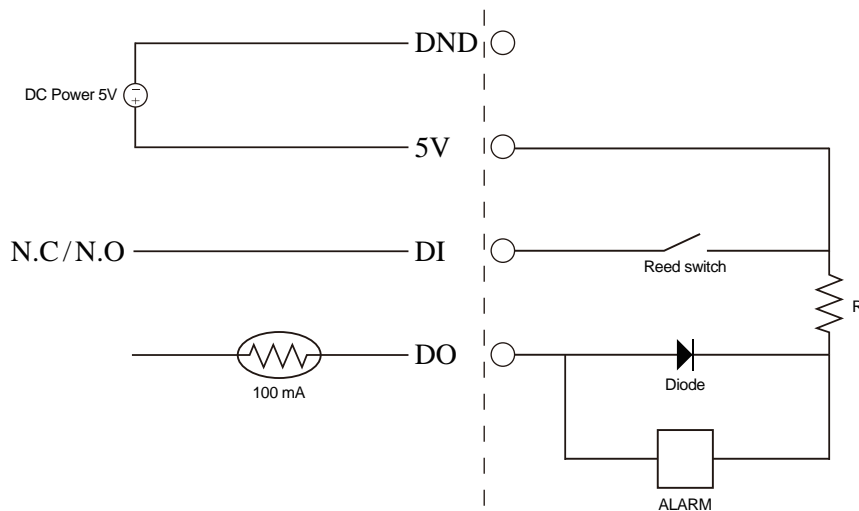 DND
DC Power 5V
5V
N.C/N.O
DI
Reed switch
R
DO
100 mA
Diode
ALARM